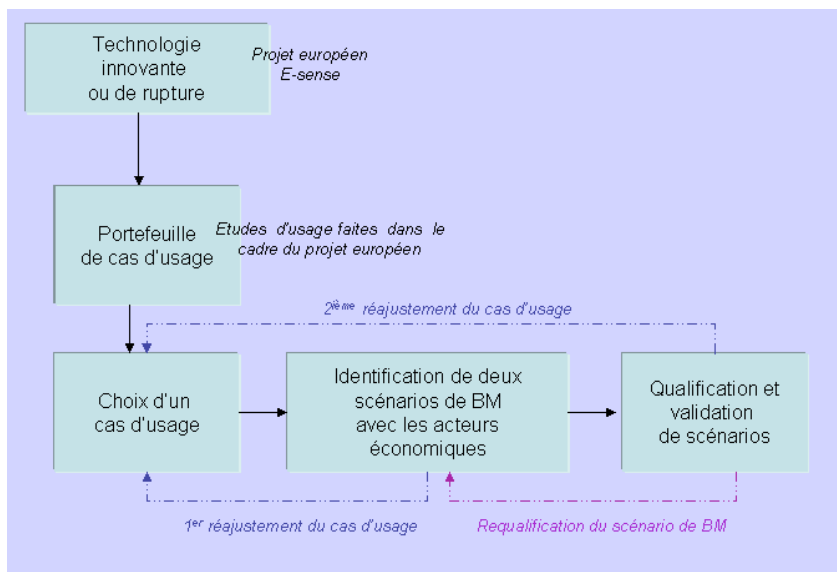 Technologie
innovante
ou de rupture
Projet européen
E-sense
Portefeuille
de cas d'usage
Etudes d'usage faites dans le
cadre du projet européen
2ième réajustement du cas d'usage
Choix d'un
cas d'usage
Identification de deux
scénarios de BM
avec les acteurs
économiques
Qualification et
validation
de scénarios
1er réajustement du cas d'usage
Requalification du scénario de BM